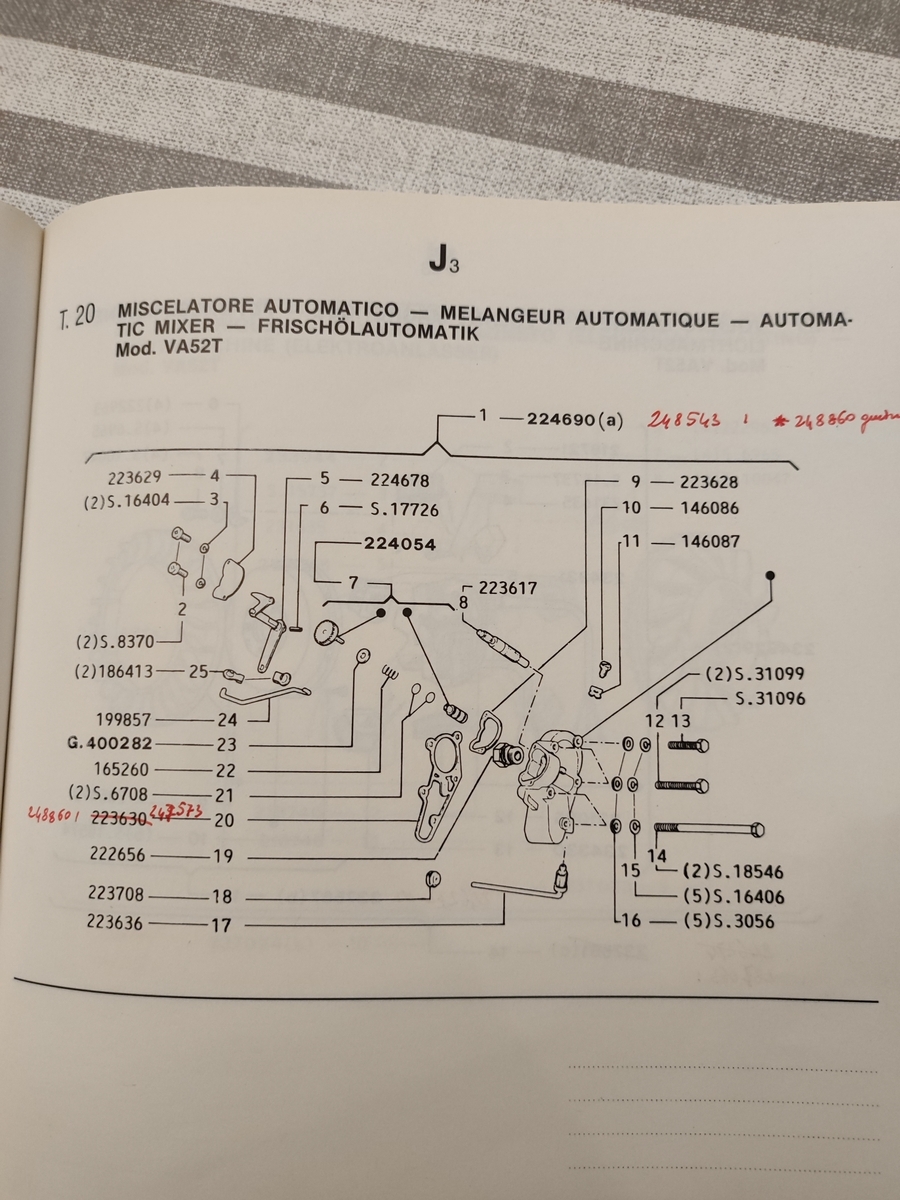 J3
T. 20 MISCELATORE AUTOMATICO — MELANGEUR AUTOMATIQUE — AUTOMA-
TIC MIXER — FRISCHÖLAUTOMATIK
Mod. VA52T
1 — 224690(a) 248543
223629 — 4
5 — 224678
9 — 223628
(2)S.16404 — 3
6 — S.17726
10 — 146086
224054
11 — 146087
7
223617
8
2
(2)S.8370
(2)186413 — 25
(2)S.31099
S.31096
12 13
199857 — 24
G.400282 — 23
165260 — 22
(2)S.6708 — 21
223630 — 20
222656 — 19
14
15 (2)S.18546
223708 — 18
(5)S.16406
223636 — 17
16 — (5)S.3056